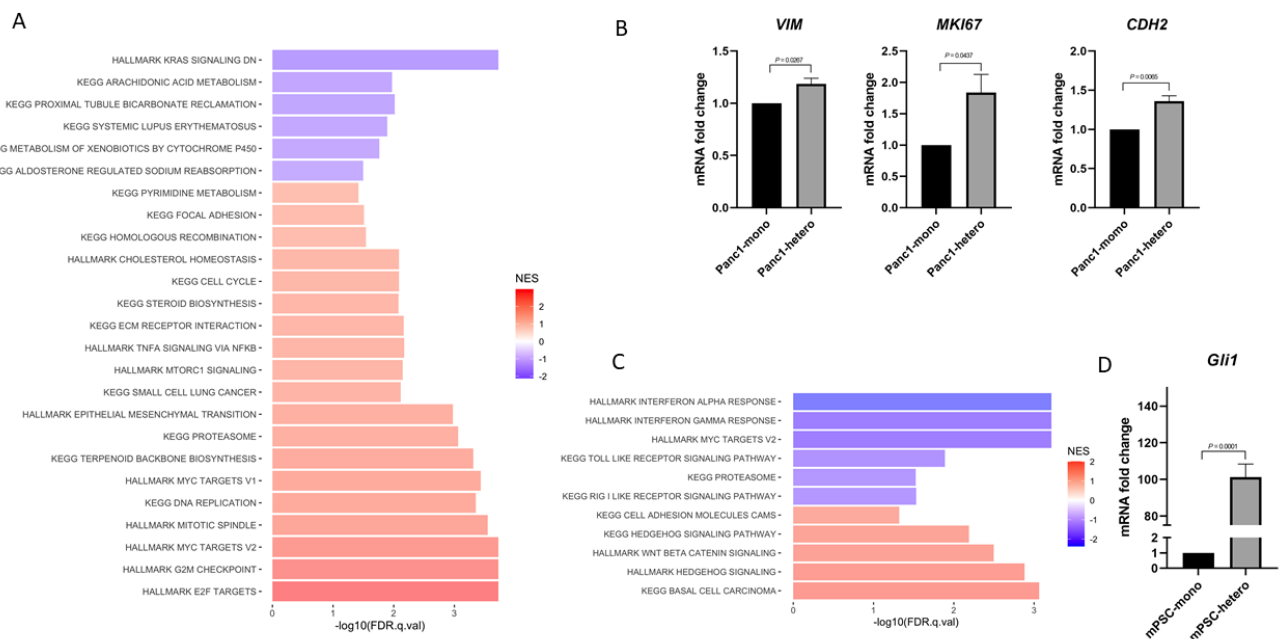 A
HALLMARK KRAS SIGNALING DN
KEGG ARACHIDONIC ACID METABOLISM
KEGG PROXIMAL TUBULE BICARBONATE RECLAMATION
KEGG SYSTEMIC LUPUS ERYTHEMATOSUS
G METABOLISM OF XENOBIOTICS BY CYTOCHROME P450
GG ALDOSTERONE REGULATED SODIUM REABSORPTION
KEGG PYRIMIDINE METABOLISM
KEGG FOCAL ADHESION
KEGG HOMOLOGOUS RECOMBINATION
HALLMARK CHOLESTEROL HOMEOSTASIS
KEGG CELL CYCLE
KEGG STEROID BIOSYNTHESIS
KEGG ECM RECEPTOR INTERACTION
HALLMARK TNFA SIGNALING VIA NFKB
HALLMARK MTORC1 SIGNALING
KEGG SMALL CELL LUNG CANCER
HALLMARK EPITHELIAL MESENCHYMAL TRANSITION
KEGG PROTEASOME
KEGG TERPENOID BACKBONE BIOSYNTHESIS
HALLMARK MYC TARGETS V1
KEGG DNA REPLICATION
HALLMARK MITOTIC SPINDLE
HALLMARK MYC TARGETS V2
HALLMARK G2M CHECKPOINT
HALLMARK E2F TARGETS
0 1 2 3
-log10(FDR.q.val)
NES
2
1
0
-1
-2
B
VIM
mRNA fold change
1.5
1.0
0.5
0.0
P = 0.0267
Panc1-mono
Panc1-hetero
MKI67
mRNA fold change
2.5
2.0
1.5
1.0
0.5
0.0
P = 0.0437
Panc1-mono
Panc1-hetero
CDH2
mRNA fold change
2.0
1.5
1.0
0.5
0.0
P = 0.0065
Panc1-mono
Panc1-hetero
C
HALLMARK INTERFERON ALPHA RESPONSE
HALLMARK INTERFERON GAMMA RESPONSE
HALLMARK MYC TARGETS V2
KEGG TOLL LIKE RECEPTOR SIGNALING PATHWAY
KEGG PROTEASOME
KEGG RIG I LIKE RECEPTOR SIGNALING PATHWAY
KEGG CELL ADHESION MOLECULES CAMS
KEGG HEDGEHOG SIGNALING PATHWAY
HALLMARK WNT BETA CATENIN SIGNALING
HALLMARK HEDGEHOG SIGNALING
KEGG BASAL CELL CARCINOMA
0 1 2 3
-log10(FDR.q.val)
NES
2
1
0
-1
-2
D
Gli1
mRNA fold change
140
120
100
80
2
1
0
P = 0.0001
mPSC-mono
mPSC-hetero